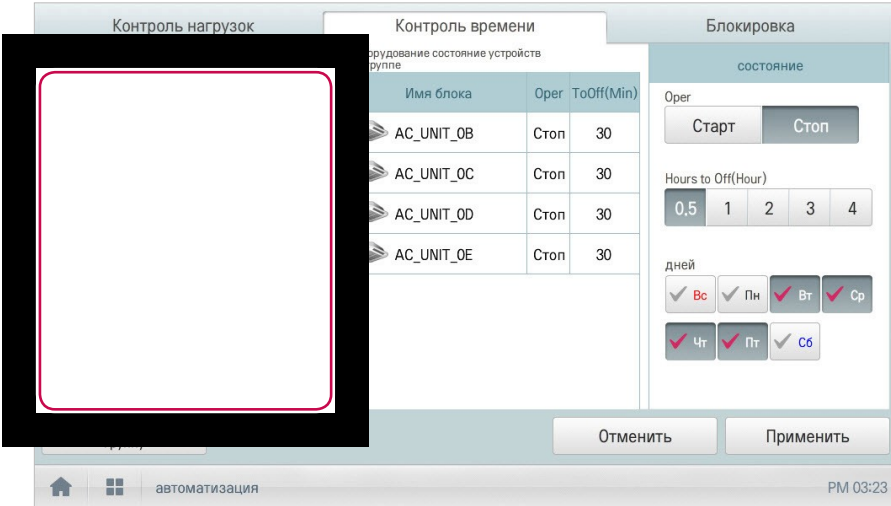 Контроль нагрузок
Контроль времени
Блокировка
орудование состояние устройств
руппе
Имя блока Oper ToOff(Min)
AC_UNIT_0B Стоп 30
AC_UNIT_0C Стоп 30
AC_UNIT_0D Стоп 30
AC_UNIT_0E Стоп 30
состояние
Oper
Старт Стоп
Hours to Off(Hour)
0,5 1 2 3 4
дней
Вс Пн Вт Ср
Чт Пт Сб
Отменить Применить
автоматизация PM 03:23